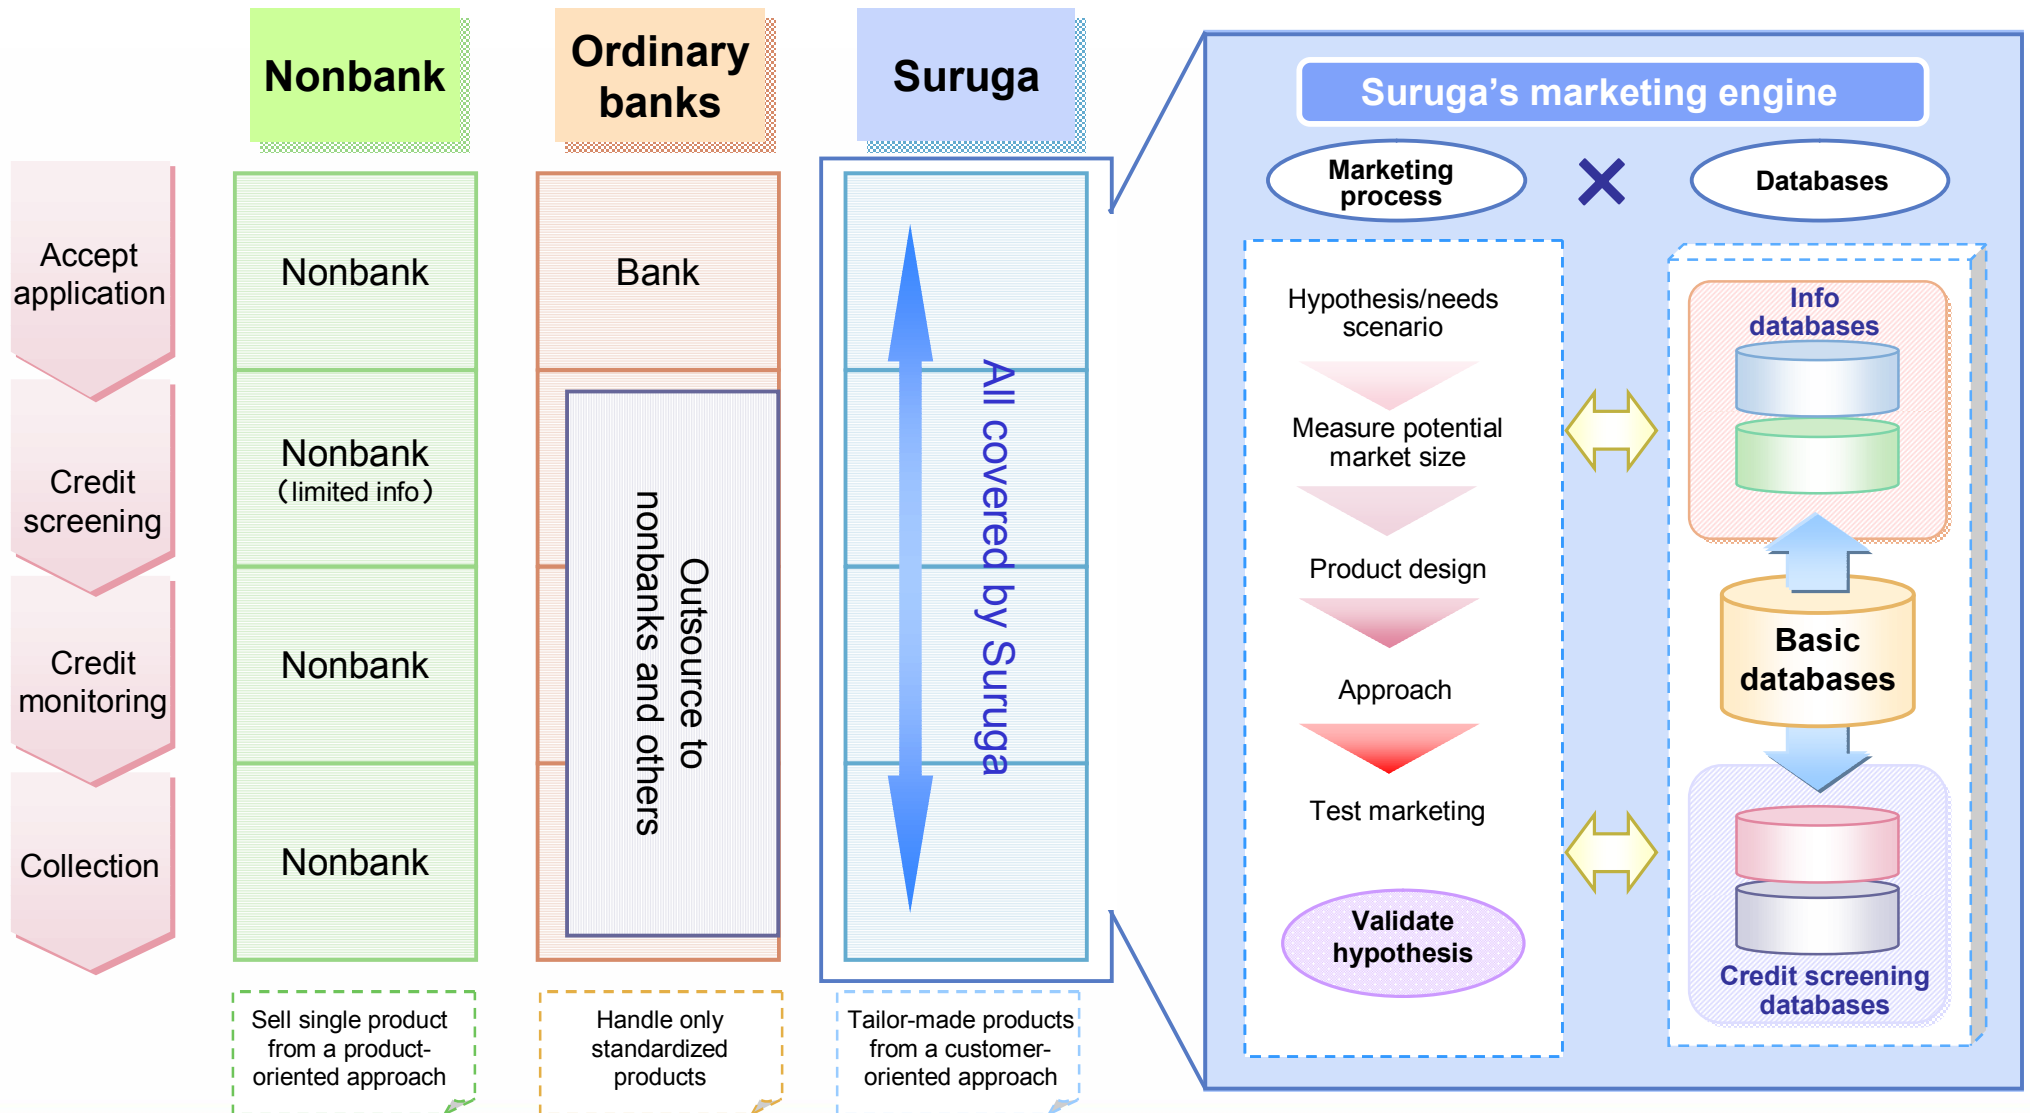 Nonbank
Ordinary
banks
Suruga
Accept
application
Credit
screening
Credit
monitoring
Collection
Nonbank
Nonbank
（limited info）
Nonbank
Nonbank
Bank
Outsource to
nonbanks and others
All covered by Suruga
Sell single product
from a product-
oriented approach
Handle only
standardized
products
Tailor-made products
from a customer-
oriented approach
Suruga’s marketing engine
Marketing
process
×
Databases
Hypothesis/needs
scenario
Measure potential
market size
Product design
Approach
Test marketing
Validate
hypothesis
Info
databases
Basic
databases
Credit screening
databases